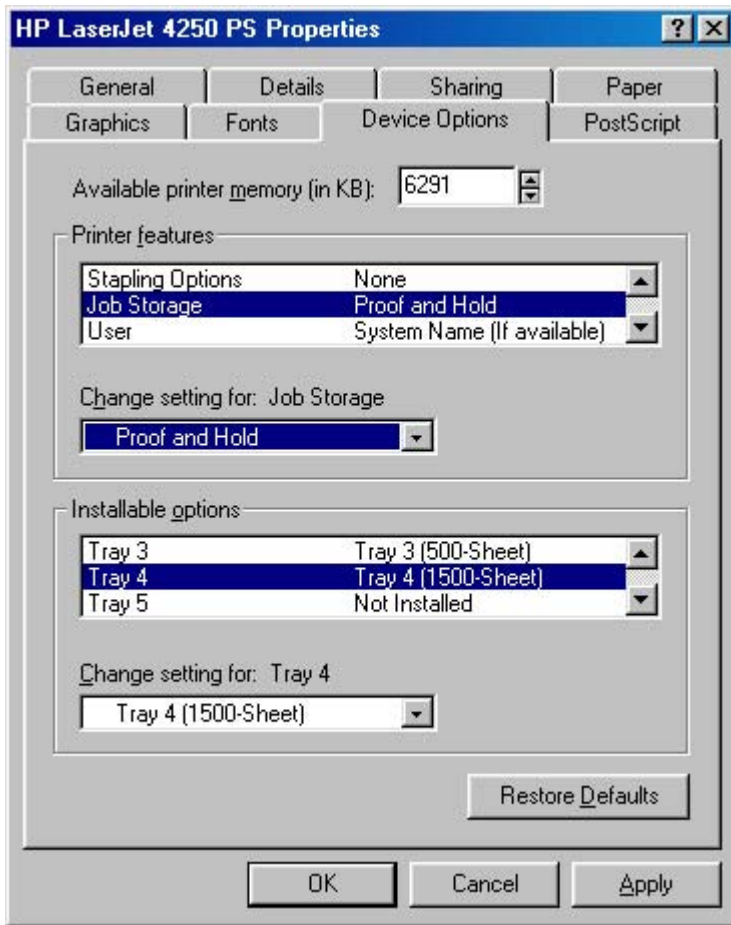 HP LaserJet 4250 PS Properties
General Details Sharing Paper
Graphics Fonts Device Options PostScript
Available printer memory (in KB): 6291
Printer features
Stapling Options None
Job Storage Proof and Hold
User System Name (If available)
Change setting for: Job Storage
Proof and Hold
Installable options
Tray 3 Tray 3 (500-Sheet)
Tray 4 Tray 4 (1500-Sheet)
Tray 5 Not Installed
Change setting for: Tray 4
Tray 4 (1500-Sheet)
Restore Defaults
OK Cancel Apply